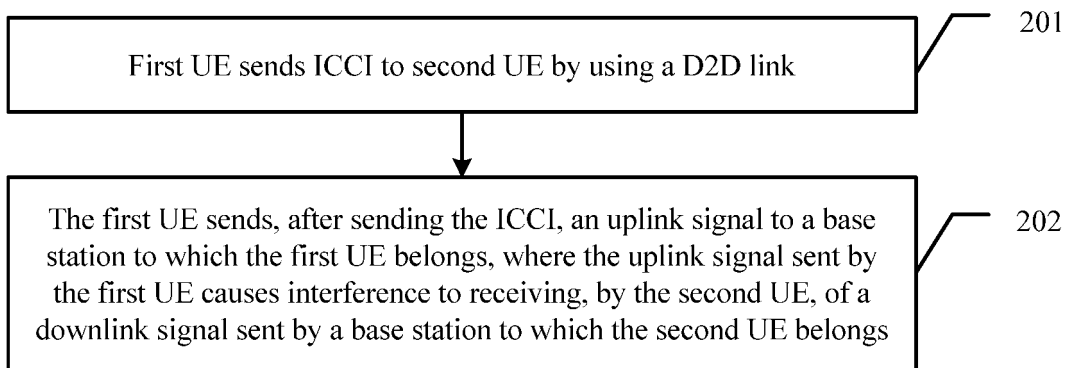 201
First UE sends ICCI to second UE by using a D2D link
The first UE sends, after sending the ICCI, an uplink signal to a base
station to which the first UE belongs, where the uplink signal sent by
the first UE causes interference to receiving, by the second UE, of a
downlink signal sent by a base station to which the second UE belongs
202